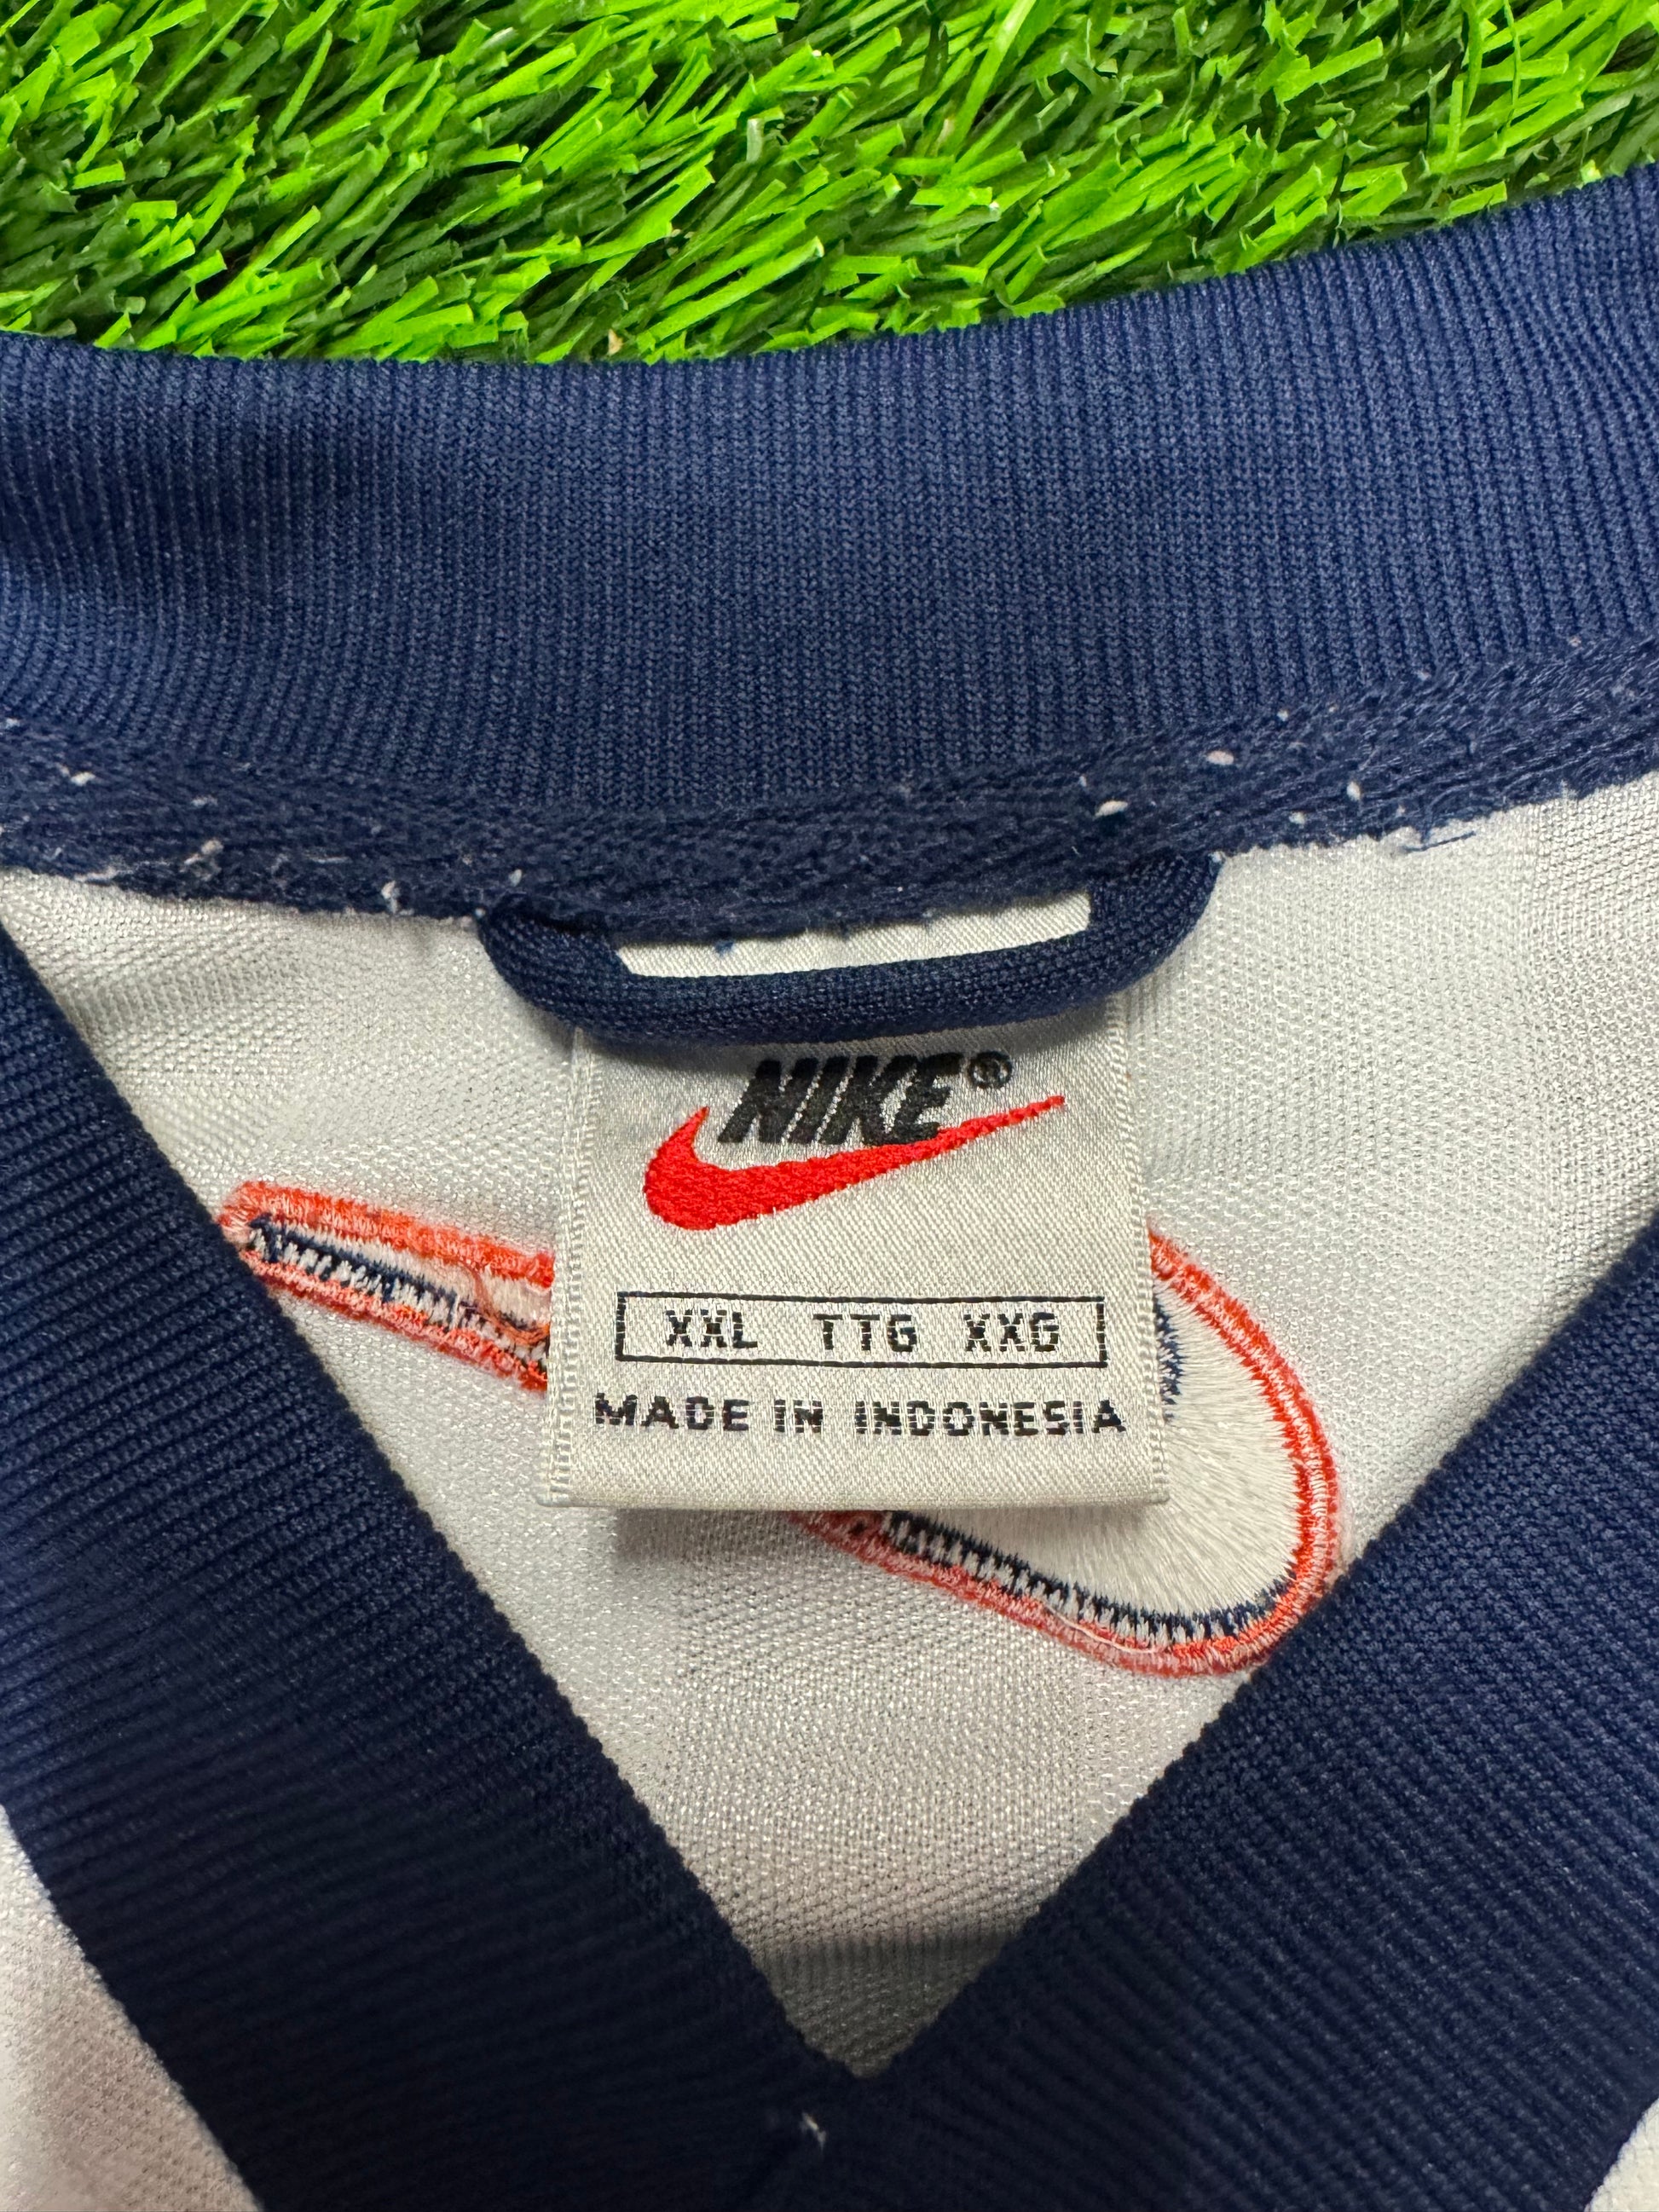 NIKE®
XXL TTG XXG
MADE IN INDONESIA